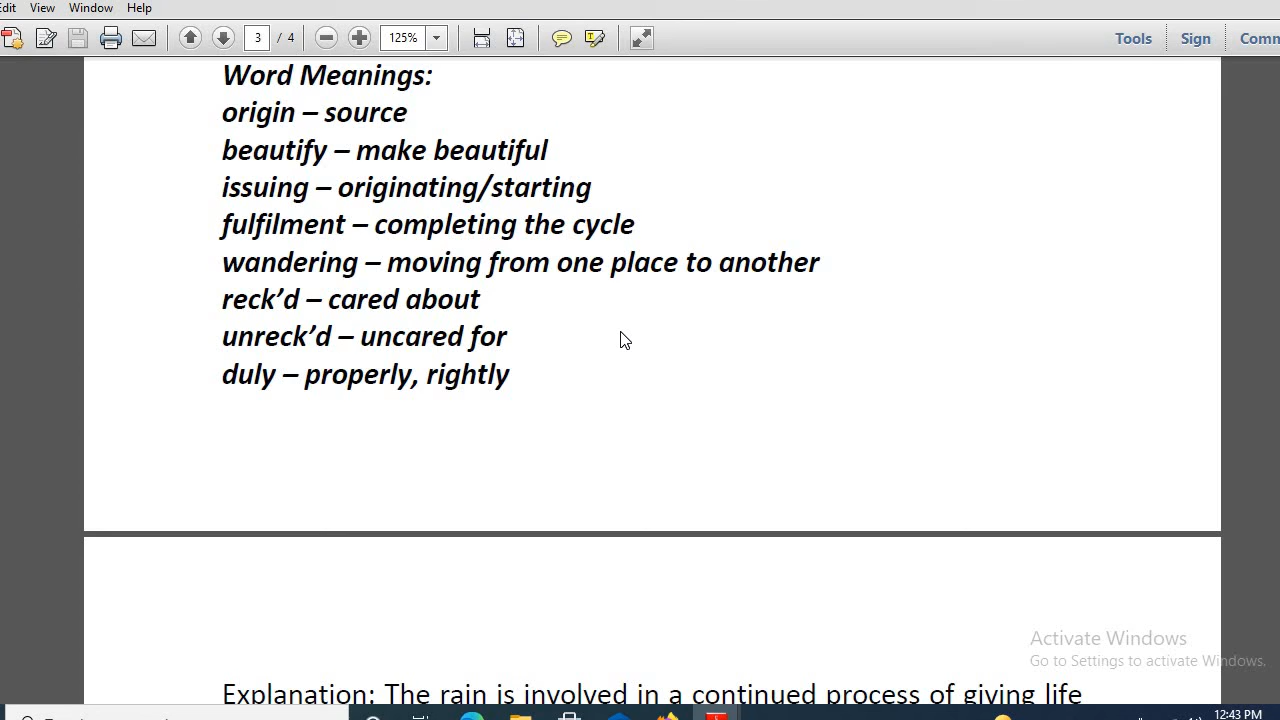 Edit View Window Help
3 / 4 125% Tools Sign
Word Meanings:
origin – source
beautify – make beautiful
issuing – originating/starting
fulfilment – completing the cycle
wandering – moving from one place to another
reck’d – cared about
unreck’d – uncared for
duly – properly, rightly
Activate Windows
Go to Settings to activate Windows.
Explanation: The rain is involved in a continued process of giving life
12:43 PM